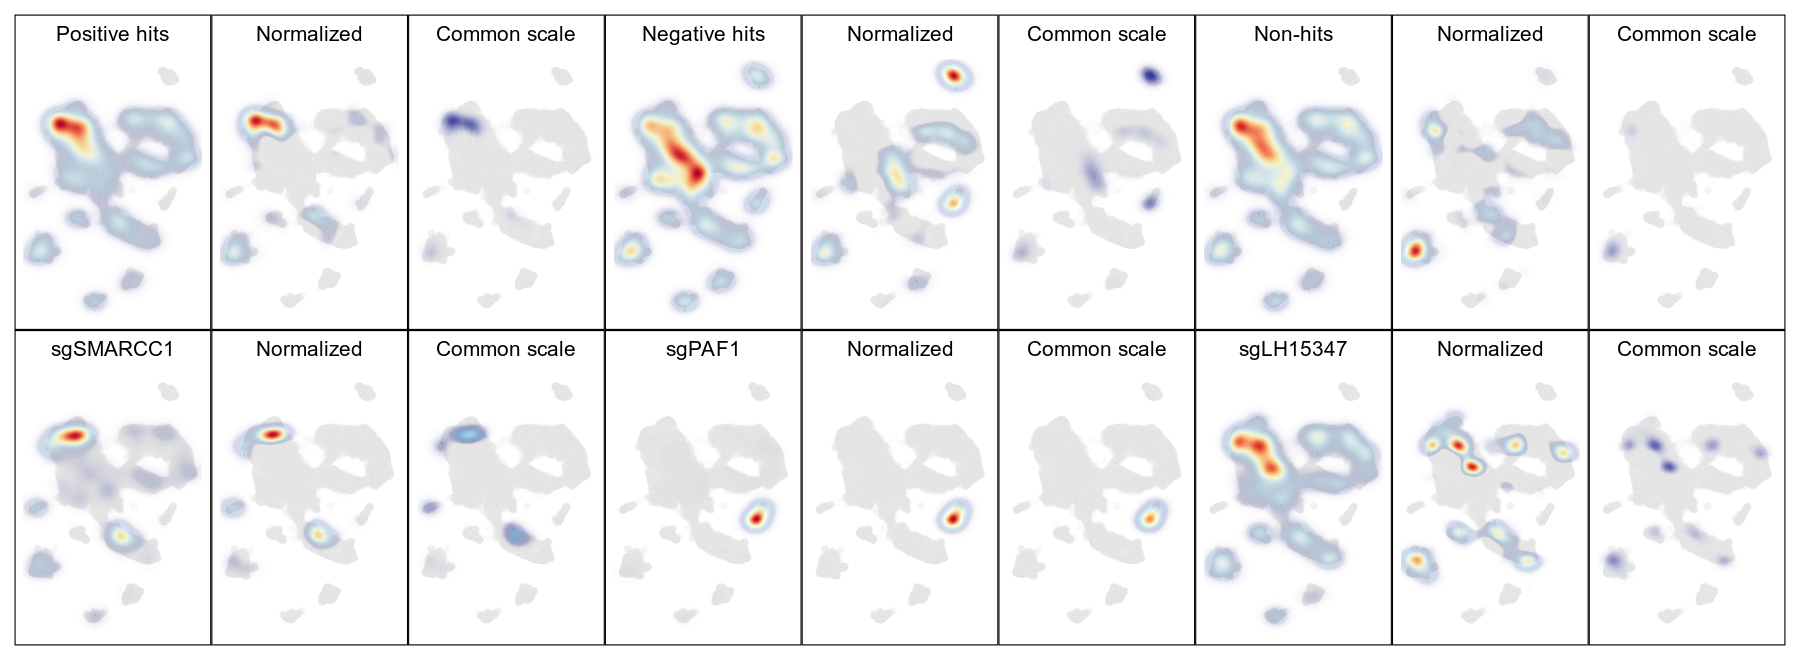 Positive hits Normalized Common scale Negative hits Normalized Common scale Non-hits Normalized Common scale
sgSMARCC1 Normalized Common scale sgPAF1 Normalized Common scale sgLH15347 Normalized Common scale